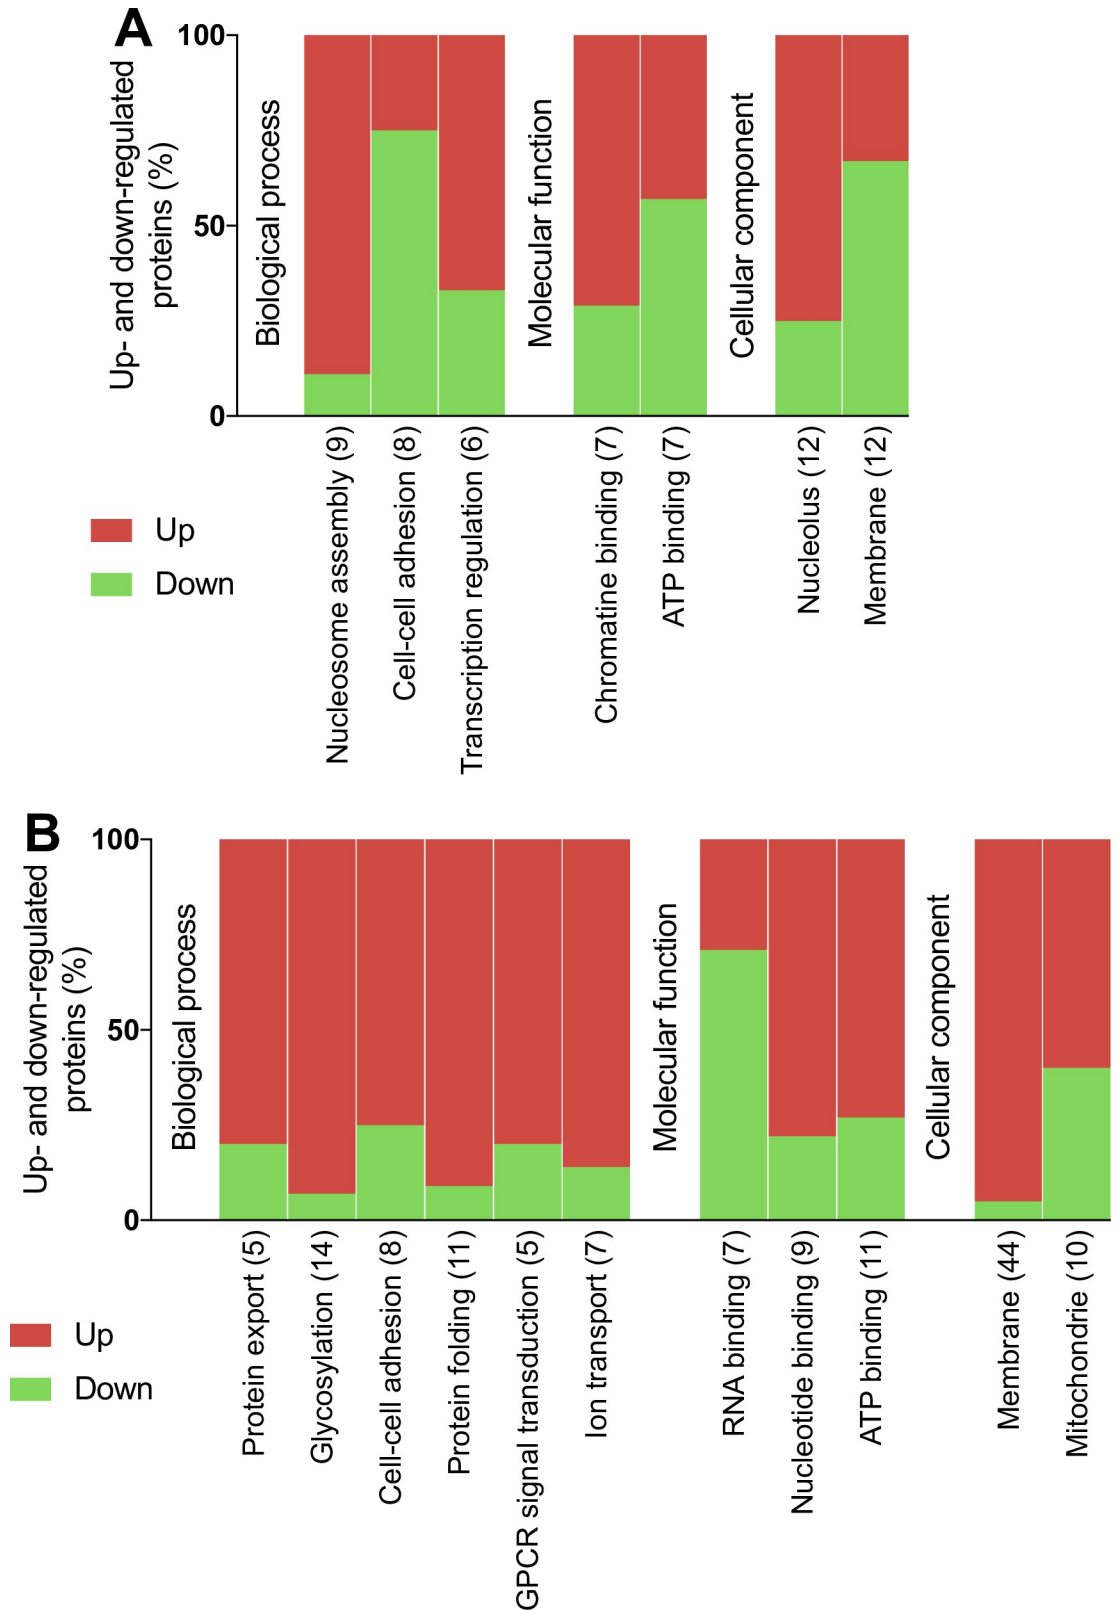 A
Up- and down-regulated
proteins (%)
100
50
0
Biological process
Molecular function
Cellular component
Nucleosome assembly (9)
Cell-cell adhesion (8)
Transcription regulation (6)
Chromatine binding (7)
ATP binding (7)
Nucleolus (12)
Membrane (12)
Up
Down
B
Up- and down-regulated
proteins (%)
100
50
0
Biological process
Molecular function
Cellular component
Protein export (5)
Glycosylation (14)
Cell-cell adhesion (8)
Protein folding (11)
GPCR signal transduction (5)
Ion transport (7)
RNA binding (7)
Nucleotide binding (9)
ATP binding (11)
Membrane (44)
Mitochondrie (10)
Up
Down